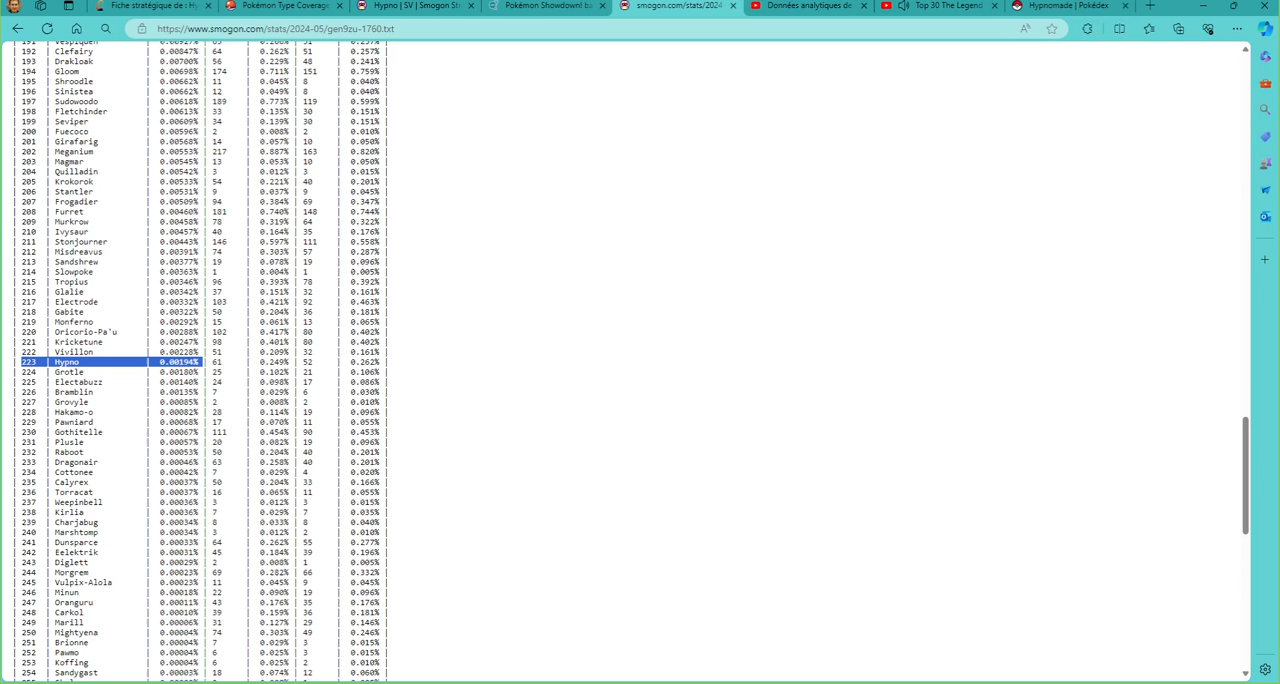 Fiche stratégique de : H
Pokémon Type Coverage
Hypno | SV | Smogon St
Pokémon Showdown! ba
smogon.com/stats/2024-05/
Données analytiques de
Top 30 The Legend
Hypnomade | Pokédex
https://www.smogon.com/stats/2024-05/gen9zu-1760.txt
| 191 | Vespiquen | 0.00927% |
| 192 | Clefairy | 0.00847% | 64 | 0.262% | 51 | 0.257% |
| 193 | Drakloak | 0.00700% | 56 | 0.229% | 48 | 0.241% |
| 194 | Gloom | 0.00698% | 174 | 0.711% | 151 | 0.759% |
| 195 | Shroodle | 0.00662% | 11 | 0.045% | 8 | 0.040% |
| 196 | Sinistea | 0.00662% | 12 | 0.049% | 8 | 0.040% |
| 197 | Sudowoodo | 0.00618% | 189 | 0.773% | 119 | 0.599% |
| 198 | Fletchinder | 0.00613% | 33 | 0.135% | 30 | 0.151% |
| 199 | Seviper | 0.00609% | 34 | 0.139% | 30 | 0.151% |
| 200 | Fuecoco | 0.00596% | 2 | 0.008% | 2 | 0.010% |
| 201 | Girafarig | 0.00568% | 14 | 0.057% | 10 | 0.050% |
| 202 | Meganium | 0.00553% | 217 | 0.887% | 163 | 0.820% |
| 203 | Magmar | 0.00545% | 13 | 0.053% | 10 | 0.050% |
| 204 | Quilladin | 0.00542% | 3 | 0.012% | 3 | 0.015% |
| 205 | Krokorok | 0.00533% | 54 | 0.221% | 40 | 0.201% |
| 206 | Stantler | 0.00531% | 9 | 0.037% | 9 | 0.045% |
| 207 | Frogadier | 0.00509% | 94 | 0.384% | 69 | 0.347% |
| 208 | Furret | 0.00460% | 181 | 0.740% | 148 | 0.744% |
| 209 | Murkrow | 0.00458% | 78 | 0.319% | 64 | 0.322% |
| 210 | Ivysaur | 0.00457% | 40 | 0.164% | 35 | 0.176% |
| 211 | Stonjourner | 0.00443% | 146 | 0.597% | 111 | 0.558% |
| 212 | Misdreavus | 0.00391% | 74 | 0.303% | 57 | 0.287% |
| 213 | Sandshrew | 0.00377% | 19 | 0.078% | 19 | 0.096% |
| 214 | Slowpoke | 0.00363% | 1 | 0.004% | 1 | 0.005% |
| 215 | Tropius | 0.00346% | 96 | 0.393% | 78 | 0.392% |
| 216 | Glalie | 0.00342% | 37 | 0.151% | 32 | 0.161% |
| 217 | Electrode | 0.00322% | 103 | 0.421% | 92 | 0.463% |
| 218 | Gabite | 0.00322% | 50 | 0.204% | 36 | 0.181% |
| 219 | Monferno | 0.00292% | 15 | 0.061% | 13 | 0.065% |
| 220 | Oricorio-Pa'u | 0.00288% | 102 | 0.417% | 80 | 0.402% |
| 221 | Kricketune | 0.00247% | 98 | 0.401% | 80 | 0.402% |
| 222 | Vivillon | 0.00228% | 51 | 0.209% | 32 | 0.161% |
| 223 | Hypno | 0.00194% | 61 | 0.249% | 52 | 0.262% |
| 224 | Grotle | 0.00180% | 25 | 0.102% | 21 | 0.106% |
| 225 | Electabuzz | 0.00140% | 24 | 0.098% | 17 | 0.086% |
| 226 | Bramblin | 0.00135% | 7 | 0.029% | 6 | 0.030% |
| 227 | Grovyle | 0.00085% | 2 | 0.008% | 2 | 0.010% |
| 228 | Hakamo-o | 0.00082% | 28 | 0.114% | 19 | 0.096% |
| 229 | Pawniard | 0.00068% | 17 | 0.070% | 11 | 0.055% |
| 230 | Gothitelle | 0.00067% | 111 | 0.454% | 90 | 0.453% |
| 231 | Plusle | 0.00057% | 20 | 0.082% | 19 | 0.096% |
| 232 | Raboot | 0.00053% | 50 | 0.204% | 40 | 0.201% |
| 233 | Dragonair | 0.00046% | 63 | 0.258% | 40 | 0.201% |
| 234 | Cottonee | 0.00042% | 7 | 0.029% | 4 | 0.020% |
| 235 | Calyrex | 0.00037% | 50 | 0.204% | 33 | 0.166% |
| 236 | Torracat | 0.00037% | 16 | 0.065% | 11 | 0.055% |
| 237 | Weepinbell | 0.00036% | 3 | 0.012% | 3 | 0.015% |
| 238 | Kirlia | 0.00036% | 7 | 0.029% | 7 | 0.035% |
| 239 | Charjabug | 0.00034% | 8 | 0.033% | 8 | 0.040% |
| 240 | Marshtomp | 0.00034% | 3 | 0.012% | 2 | 0.010% |
| 241 | Dunsparce | 0.00033% | 64 | 0.262% | 55 | 0.277% |
| 242 | Eelektrik | 0.00031% | 45 | 0.184% | 39 | 0.196% |
| 243 | Diglett | 0.00029% | 2 | 0.008% | 1 | 0.005% |
| 244 | Morgrem | 0.00023% | 69 | 0.282% | 66 | 0.332% |
| 245 | Vulpix-Alola | 0.00023% | 11 | 0.045% | 9 | 0.045% |
| 246 | Minun | 0.00018% | 22 | 0.090% | 19 | 0.096% |
| 247 | Oranguru | 0.00011% | 43 | 0.176% | 35 | 0.176% |
| 248 | Carkol | 0.00010% | 39 | 0.159% | 36 | 0.181% |
| 249 | Marill | 0.00006% | 31 | 0.127% | 29 | 0.146% |
| 250 | Mightyena | 0.00004% | 74 | 0.303% | 49 | 0.246% |
| 251 | Brionne | 0.00004% | 7 | 0.029% | 3 | 0.015% |
| 252 | Pawmo | 0.00004% | 6 | 0.025% | 3 | 0.015% |
| 253 | Koffing | 0.00004% | 6 | 0.025% | 2 | 0.010% |
| 254 | Sandygast | 0.00003% | 18 | 0.074% | 12 | 0.060% |